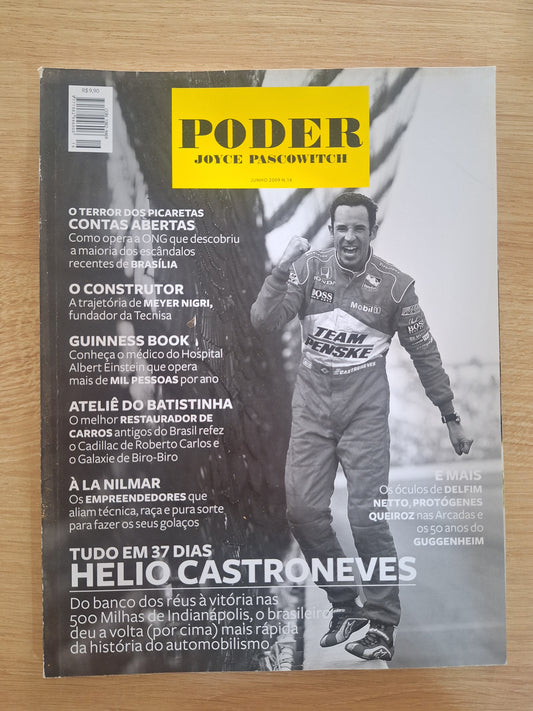 R$ 9,90
PODER
JOYCE PASCOWITCH
JUNHO 2009 N.14
O TERROR DOS PICARETAS
CONTAS ABERTAS
Como opera a ONG que descobriu
a maioria dos escândalos
recentes de BRASÍLIA
O CONSTRUTOR
A trajetória de MEYER NIGRI,
fundador da Tecnisa
GUINNESS BOOK
Conheça o médico do Hospital
Albert Einstein que opera
mais de MIL PESSOAS por ano
ATELIÊ DO BATISTINHA
O melhor RESTAURADOR DE
CARROS antigos do Brasil refez
o Cadillac de Roberto Carlos e
o Galaxie de Biro-Biro
À LA NILMAR
Os EMPREENDEDORES que
aliam técnica, raça e pura sorte
para fazer os seus golaços
E MAIS
Os óculos de DELFIM
NETTO, PROTÓGENES
QUEIROZ nas Arcadas e
os 50 anos do
GUGGENHEIM
TUDO EM 37 DIAS
HELIO CASTRONEVES
Do banco dos réus à vitória nas
500 Milhas de Indianápolis, o brasileiro
deu a volta (por cima) mais rápida
da história do automobilismo
HONDA
BOSS
Mobil 1
BOSS
TEAM
PENSKE
CASTRONEVES